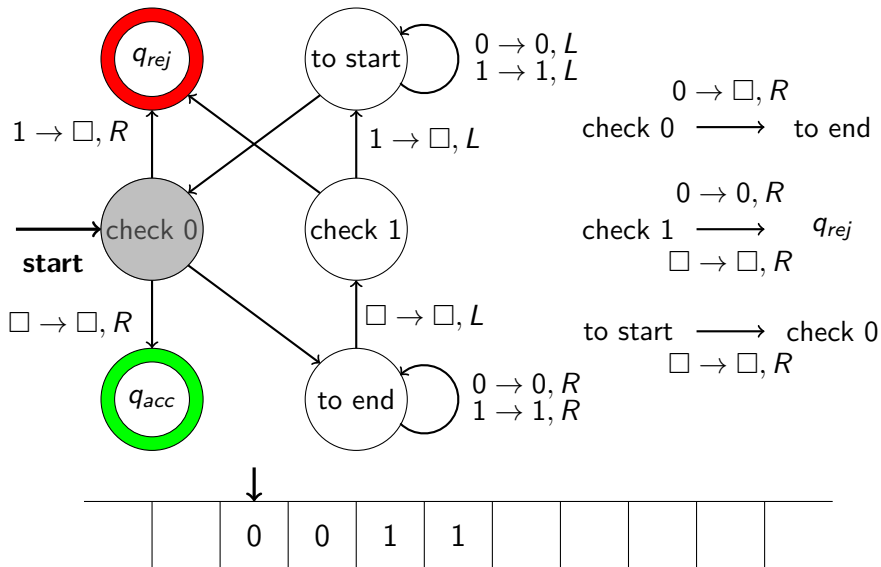 q_rej
to start
0 → 0, L
1 → 1, L
1 → □, R
1 → □, L
check 0
check 1
start
□ → □, R
□ → □, L
q_acc
to end
0 → 0, R
1 → 1, R
0 → □, R
check 0 → to end
0 → 0, R
check 1 → q_rej
□ → □, R
to start → check 0
□ → □, R
0 0 1 1